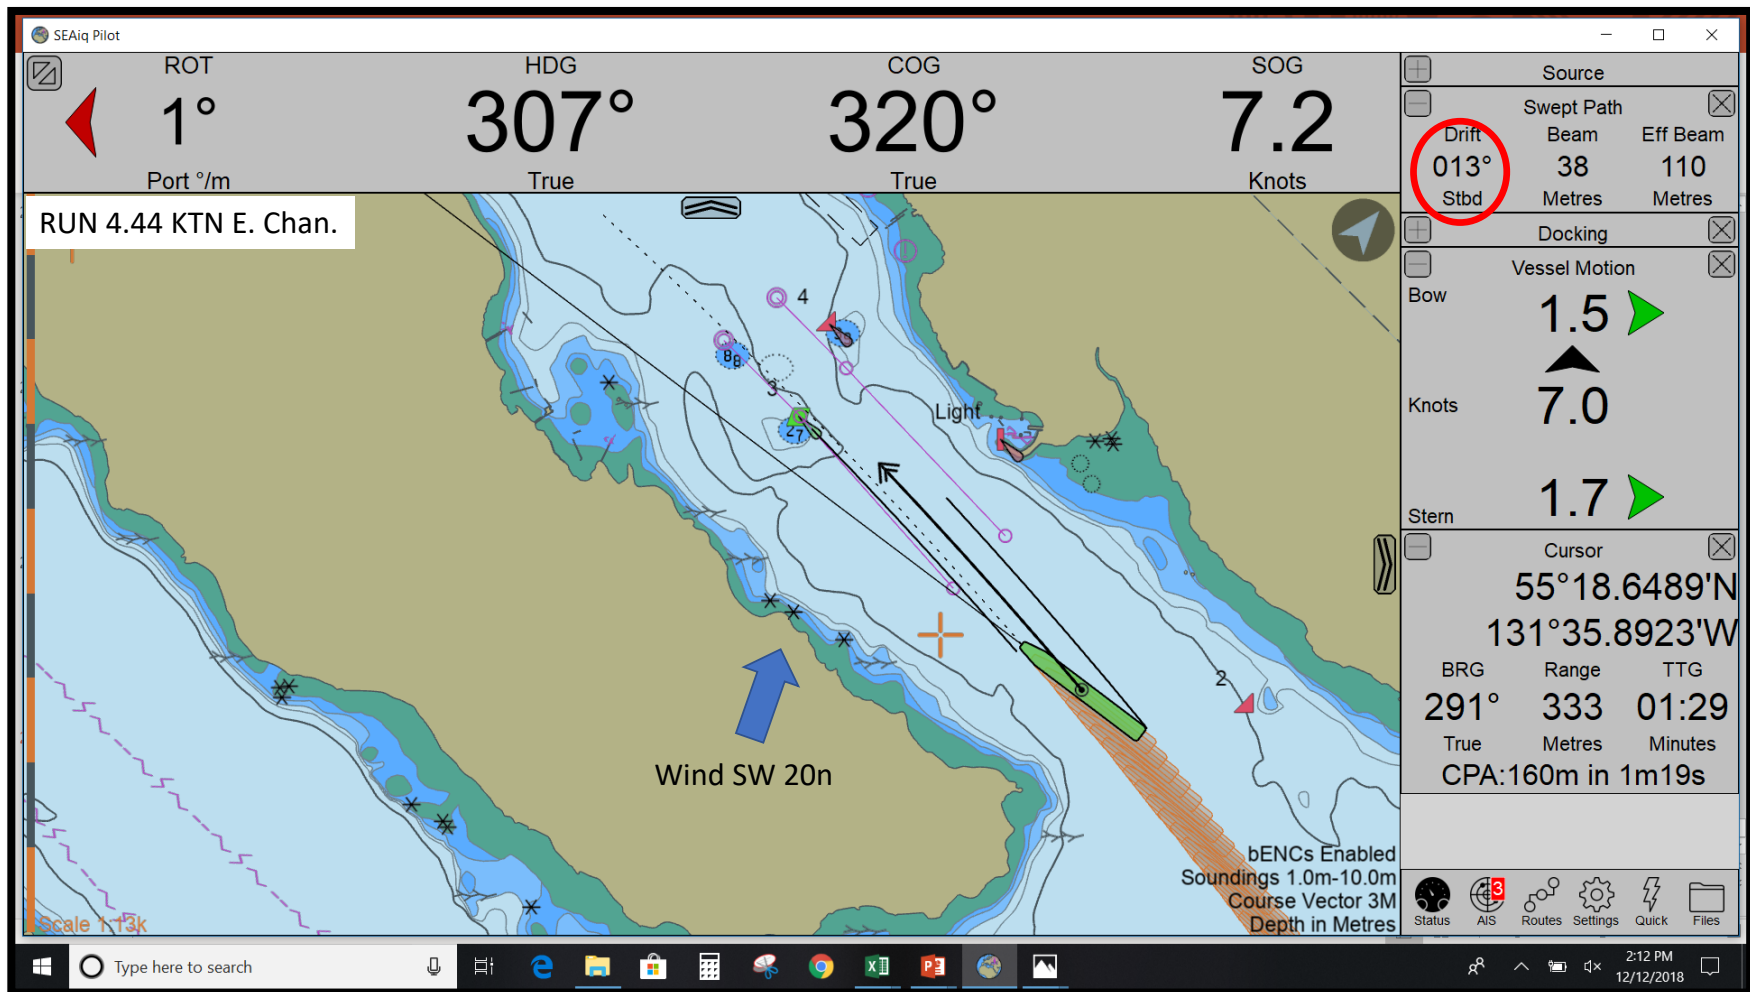 SEAiq Pilot
ROT
1°
Port °/m
HDG
307°
True
COG
320°
True
SOG
7.2
Knots
Source
Swept Path
Drift Beam Eff Beam
013° 38 110
Stbd Metres Metres
Docking
Vessel Motion
Bow 1.5
Knots 7.0
Stern 1.7
Cursor
55°18.6489'N
131°35.8923'W
BRG Range TTG
291° 333 01:29
True Metres Minutes
CPA:160m in 1m19s
RUN 4.44 KTN E. Chan.
4
8 8
3
2 7
Light
2
Wind SW 20n
bENCs Enabled
Soundings 1.0m-10.0m
Course Vector 3M
Depth in Metres
Scale 1:13k
3
Status AIS Routes Settings Quick Files
Type here to search
2:12 PM
12/12/2018